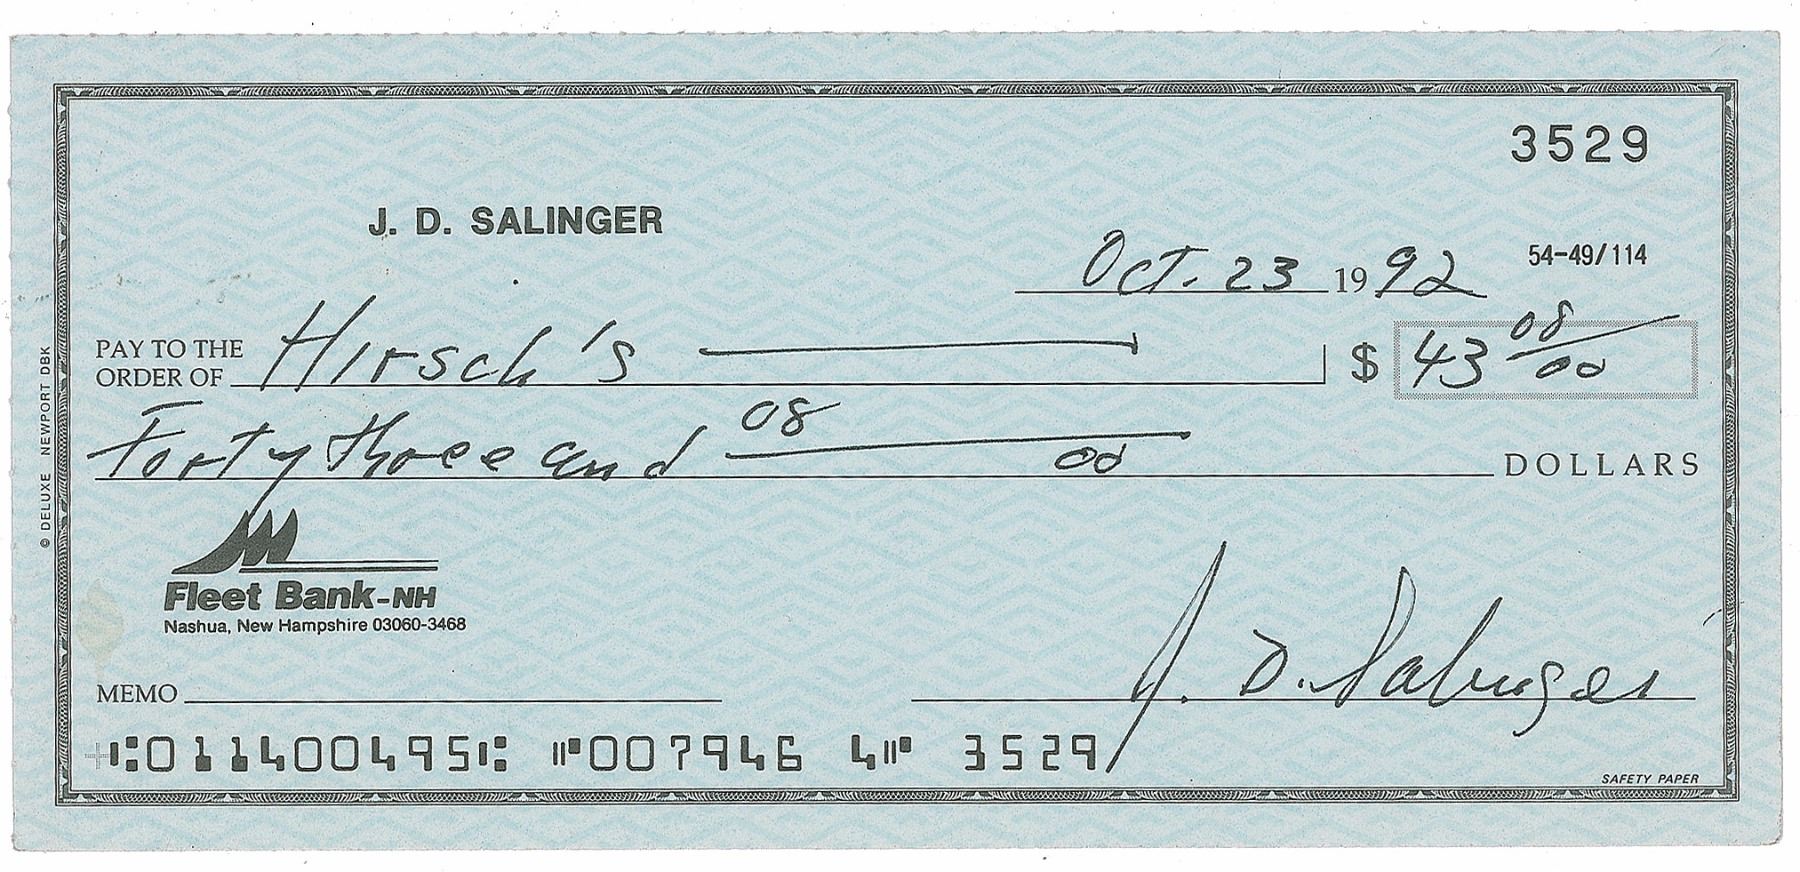 3529
J. D. SALINGER
Oct. 23 19 92 54-49/114
PAY TO THE
ORDER OF Hirsch's $ 43 08/00
Forty three and 08/00 DOLLARS
Fleet Bank-NH
Nashua, New Hampshire 03060-3468
J. D. Salinger
MEMO
⑆011400495⑆ ⑈007946 4⑈ 3529
SAFETY PAPER
© DELUXE NEWPORT DBK